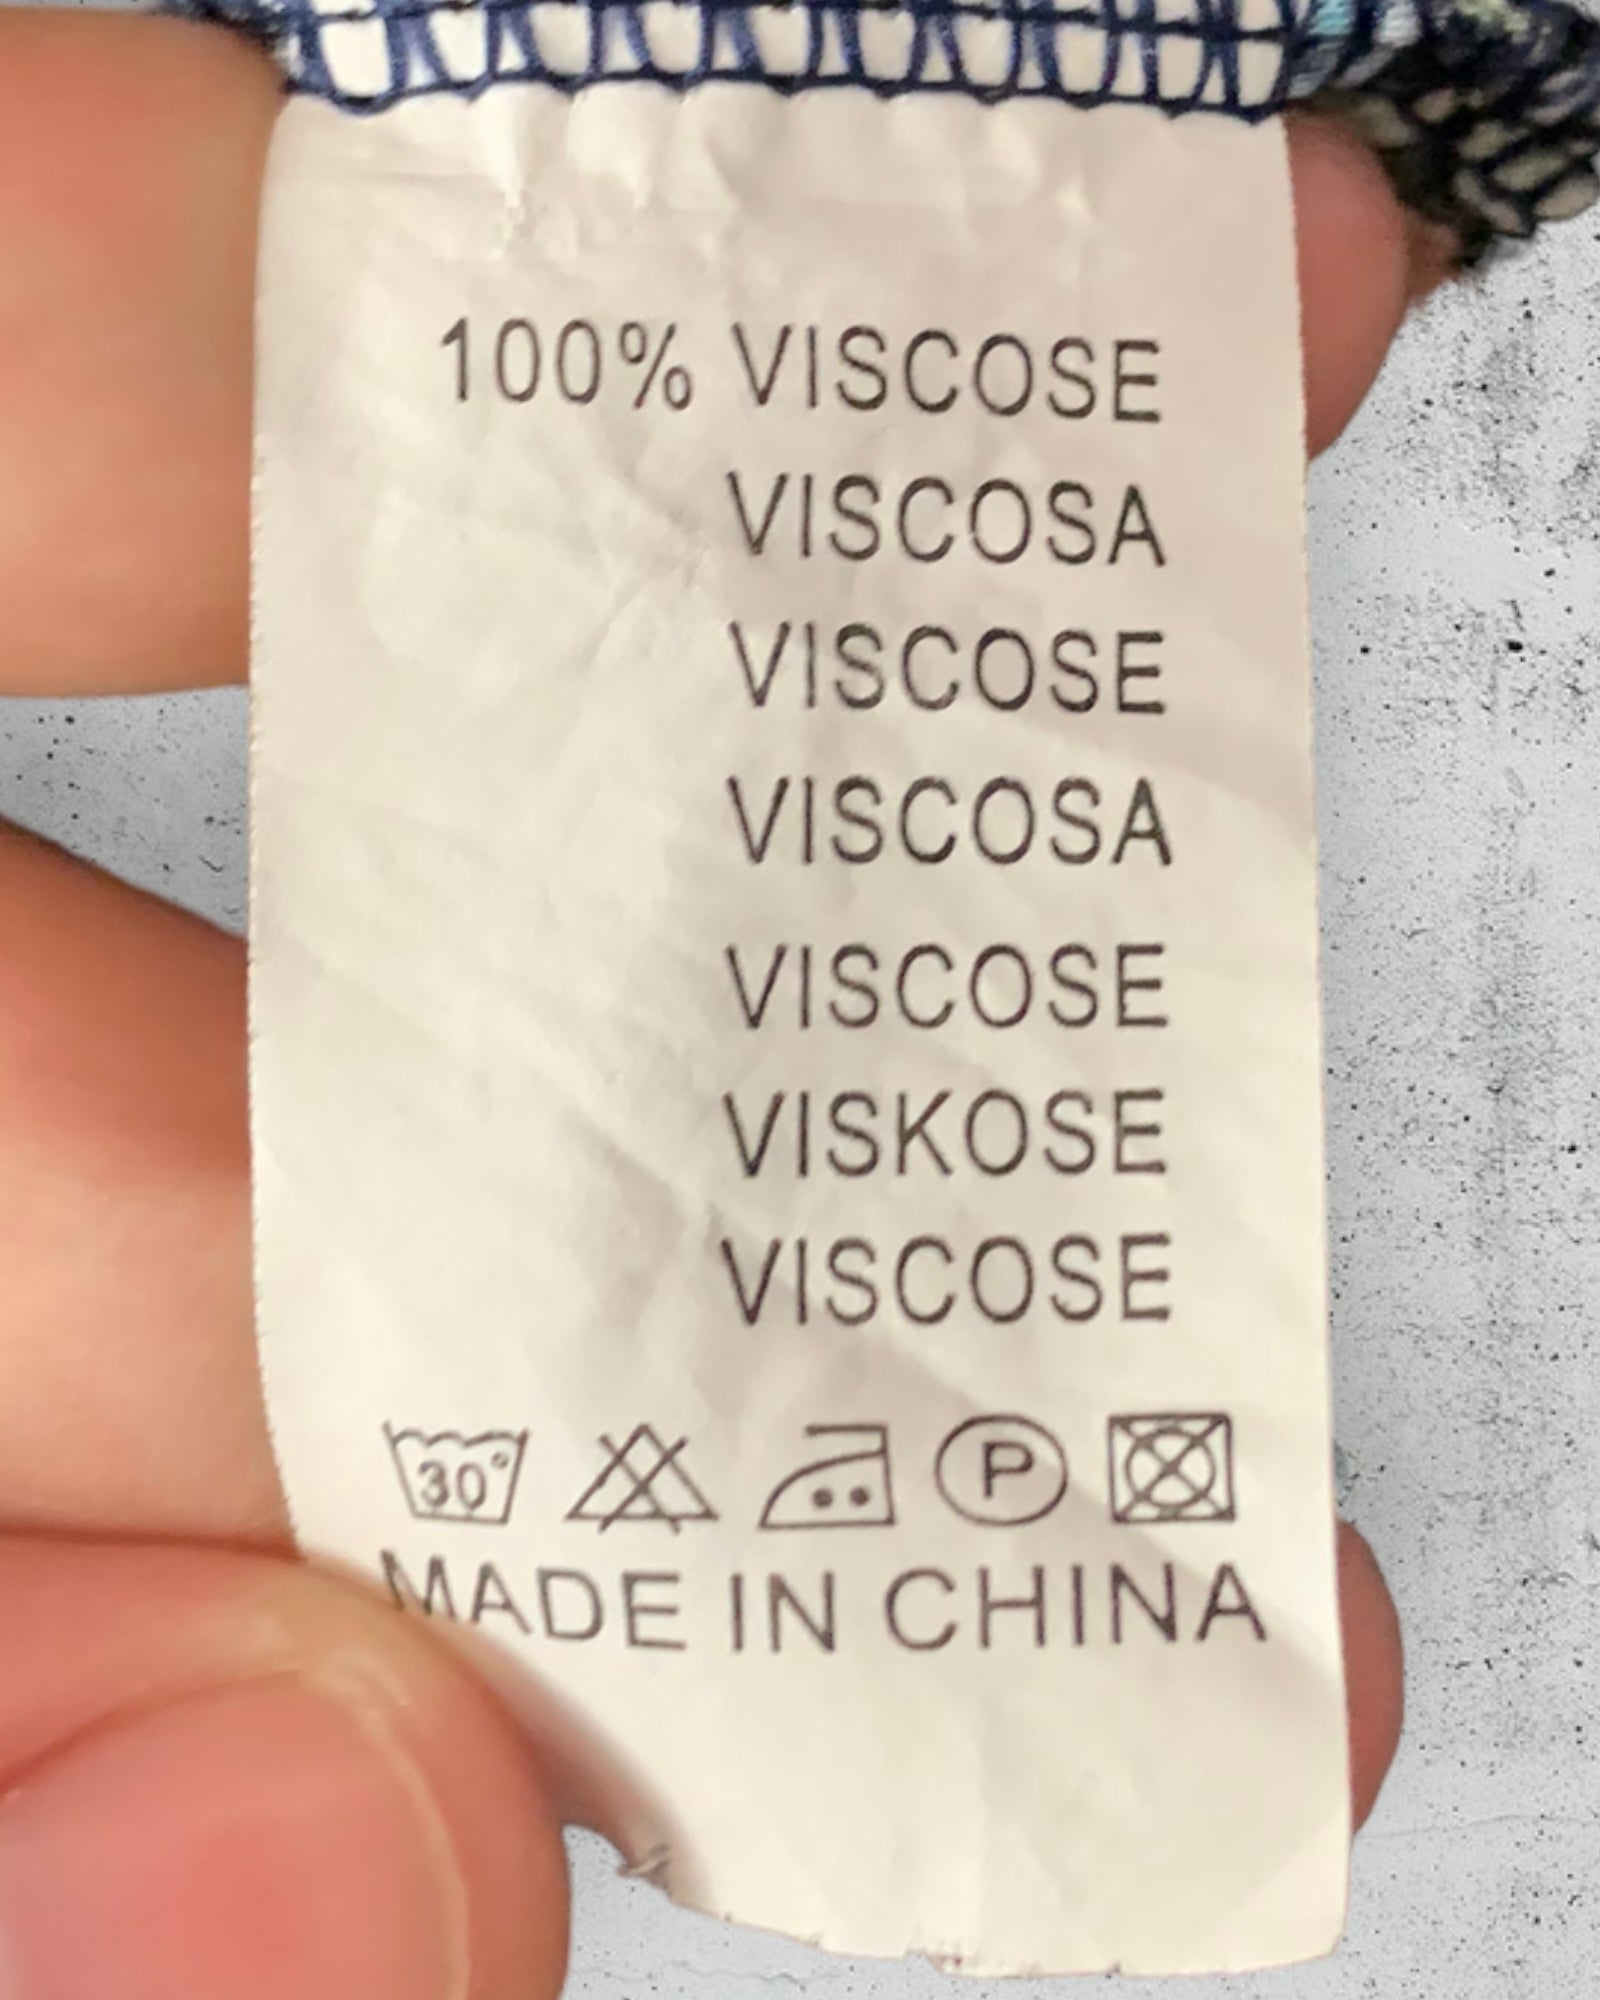 100% VISCOSE
VISCOSA
VISCOSE
VISCOSA
VISCOSE
VISKOSE
VISCOSE
30° P
MADE IN CHINA